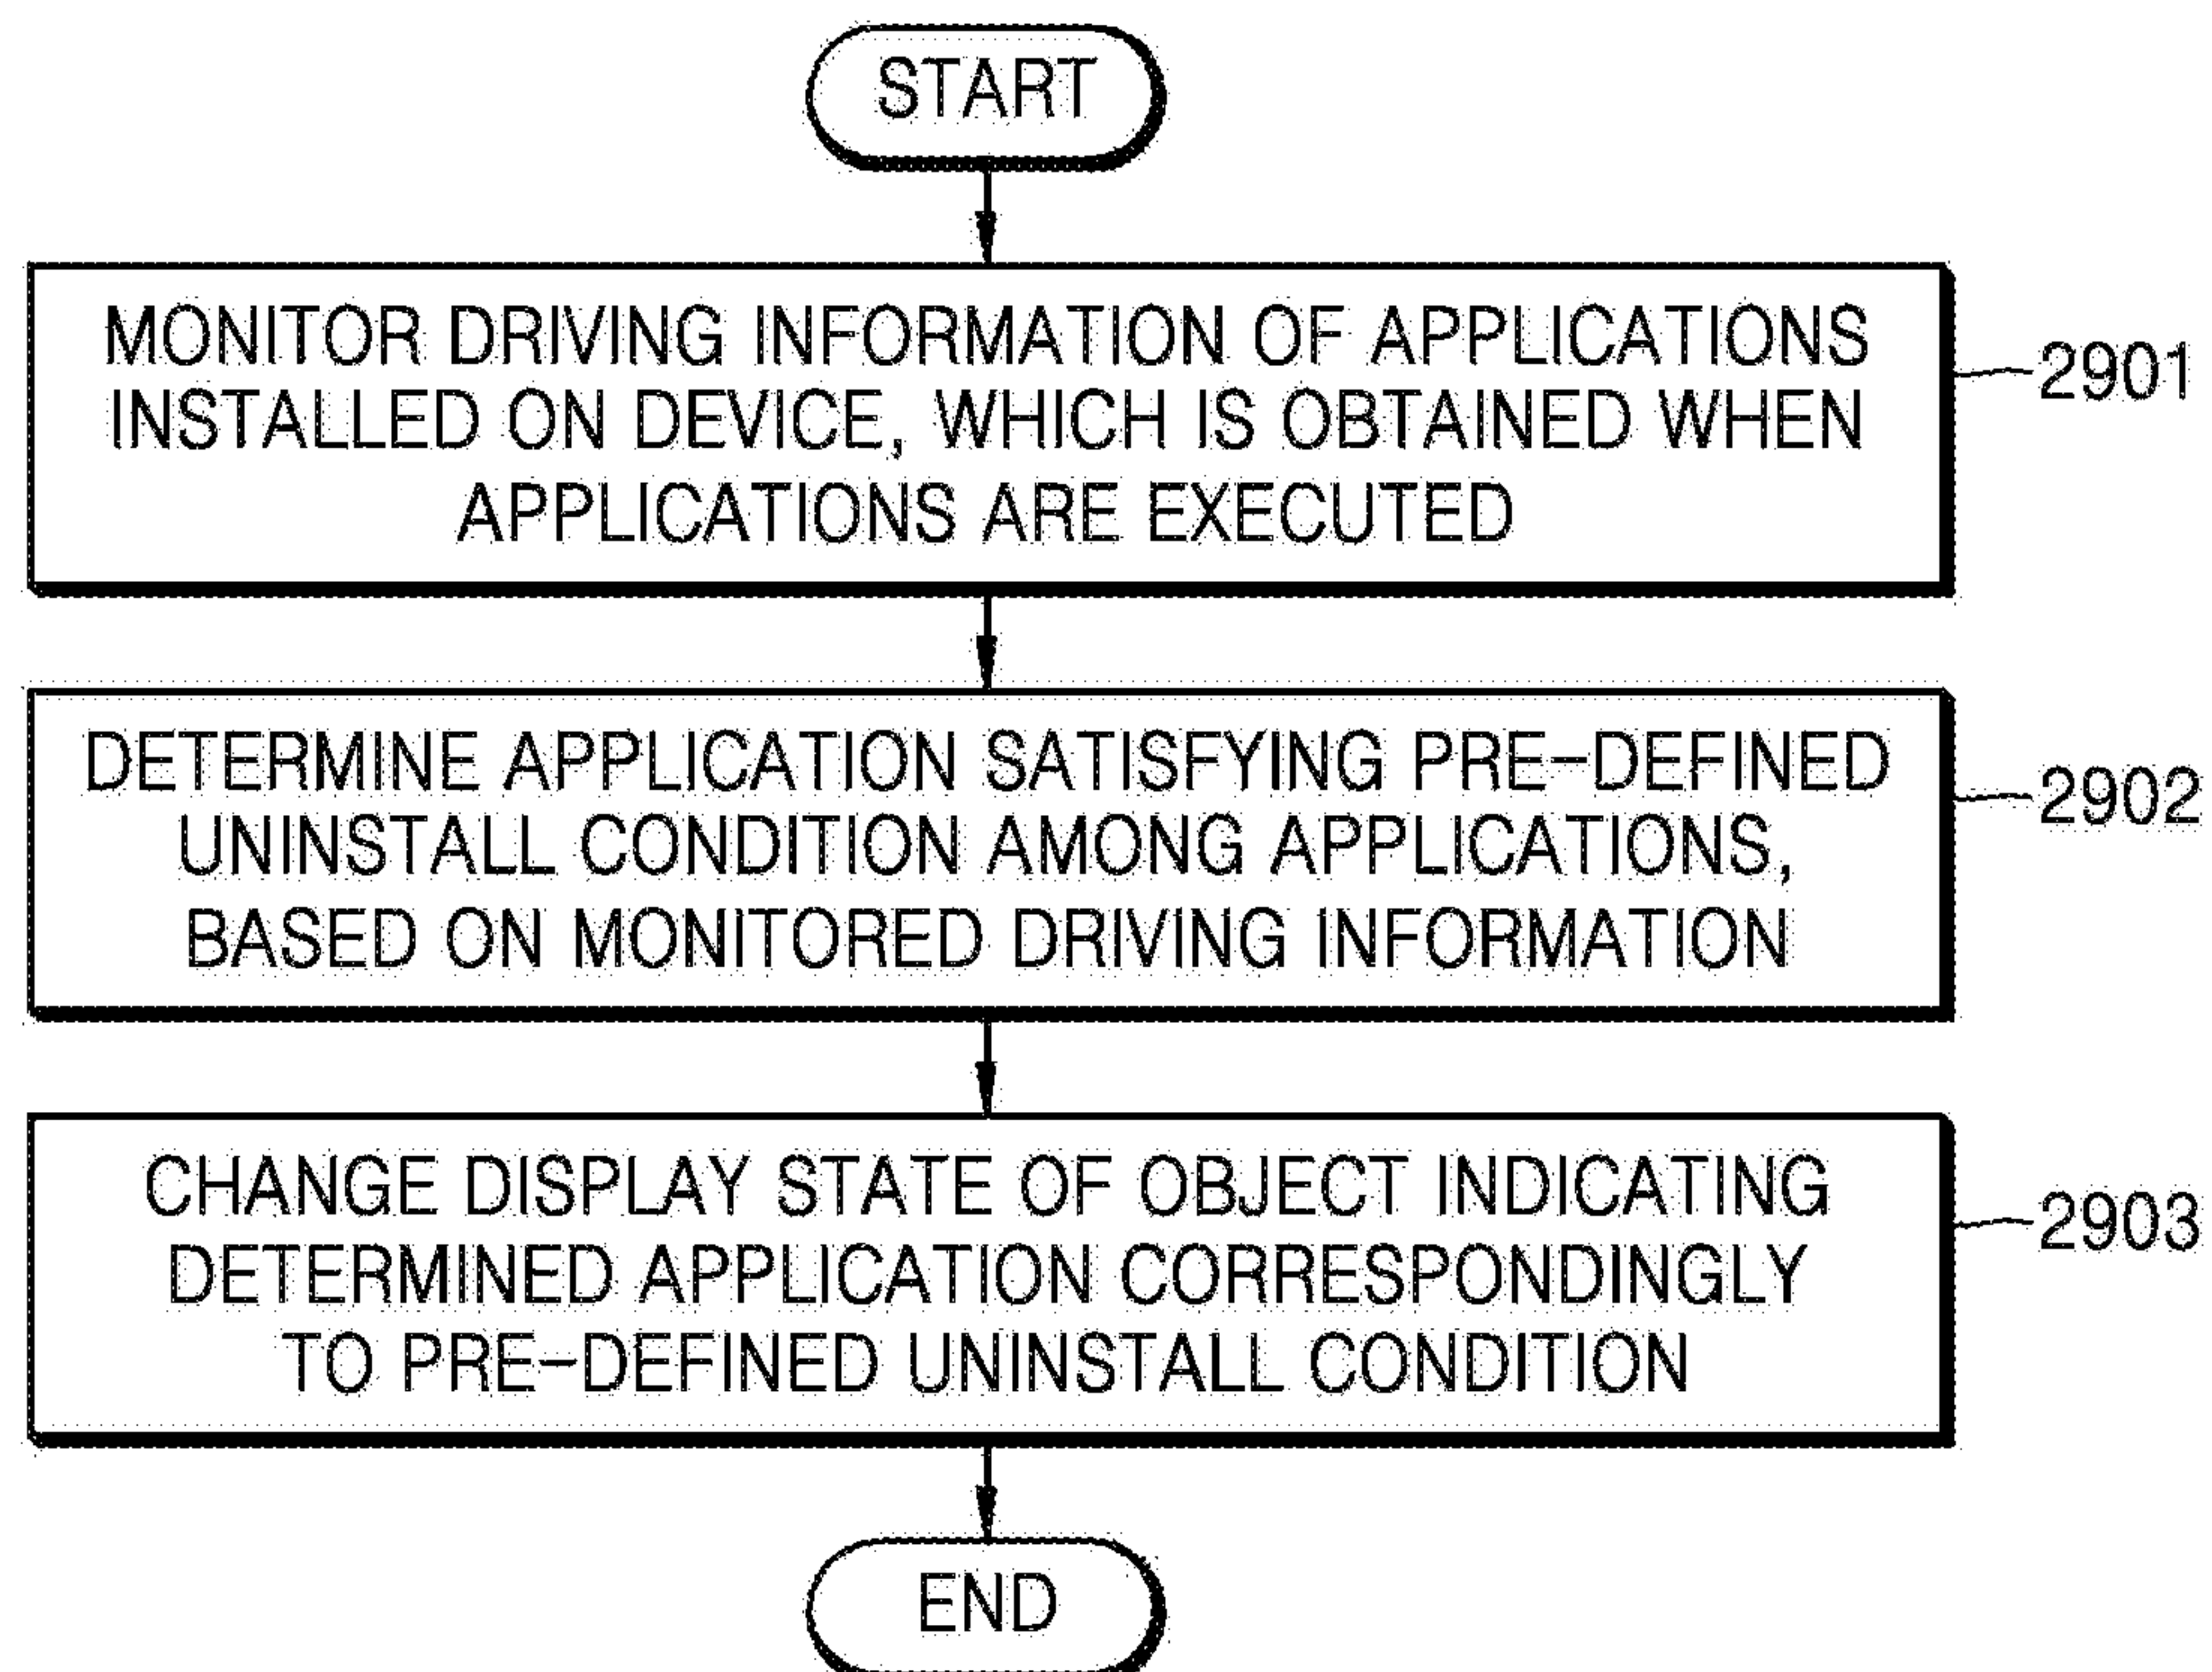 START
MONITOR DRIVING INFORMATION OF APPLICATIONS
INSTALLED ON DEVICE, WHICH IS OBTAINED WHEN
APPLICATIONS ARE EXECUTED
2901
DETERMINE APPLICATION SATISFYING PRE-DEFINED
UNINSTALL CONDITION AMONG APPLICATIONS,
BASED ON MONITORED DRIVING INFORMATION
2902
CHANGE DISPLAY STATE OF OBJECT INDICATING
DETERMINED APPLICATION CORRESPONDINGLY
TO PRE-DEFINED UNINSTALL CONDITION
2903
END